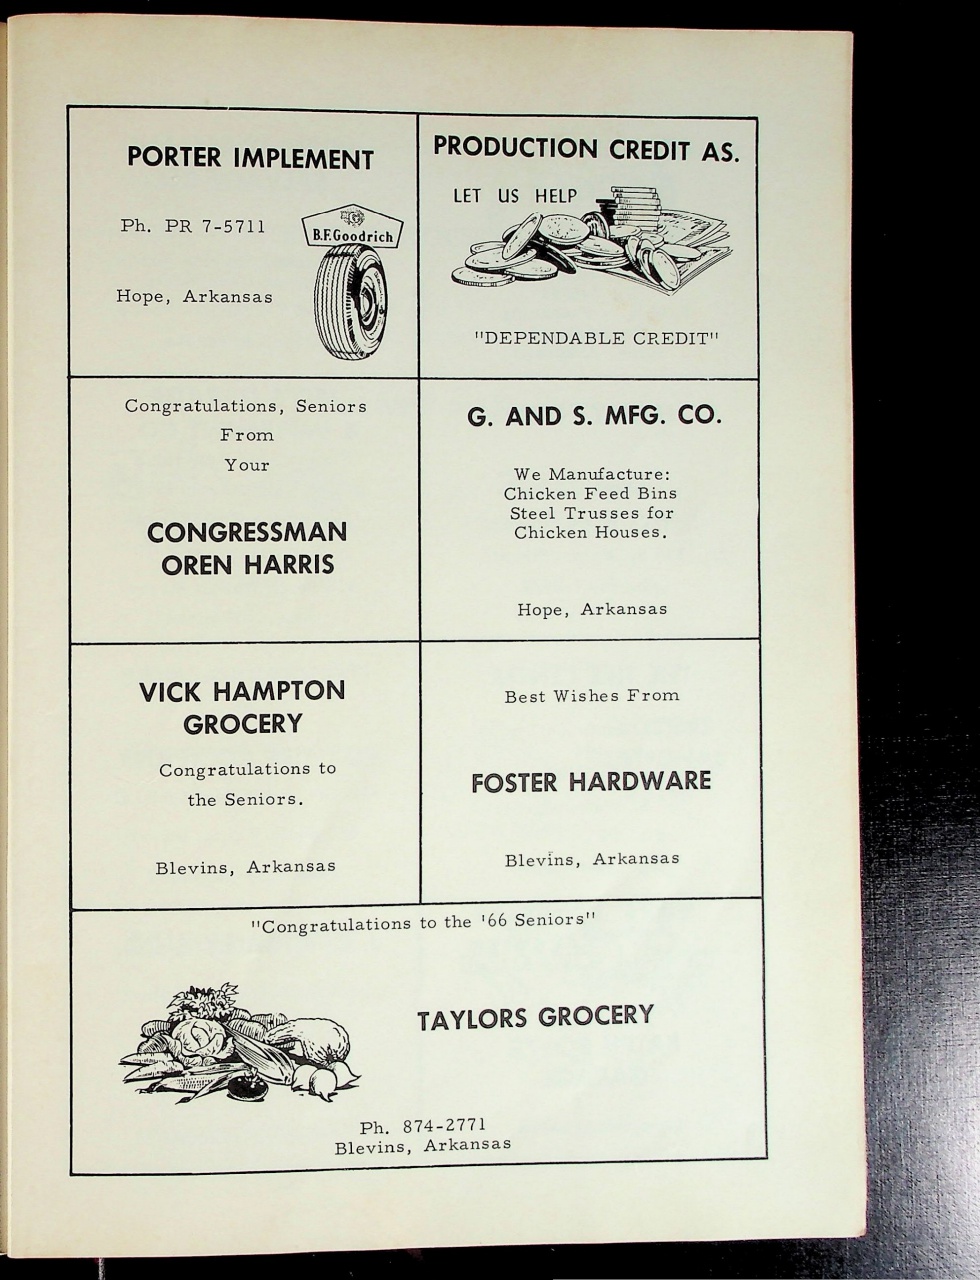 PORTER IMPLEMENT
Ph. PR 7-5711
B.F.Goodrich
Hope, Arkansas
PRODUCTION CREDIT AS.
LET US HELP
"DEPENDABLE CREDIT"
Congratulations, Seniors
From
Your
CONGRESSMAN
OREN HARRIS
G. AND S. MFG. CO.
We Manufacture:
Chicken Feed Bins
Steel Trusses for
Chicken Houses.
Hope, Arkansas
VICK HAMPTON
GROCERY
Congratulations to
the Seniors.
Blevins, Arkansas
Best Wishes From
FOSTER HARDWARE
Blevins, Arkansas
"Congratulations to the '66 Seniors"
TAYLORS GROCERY
Ph. 874-2771
Blevins, Arkansas